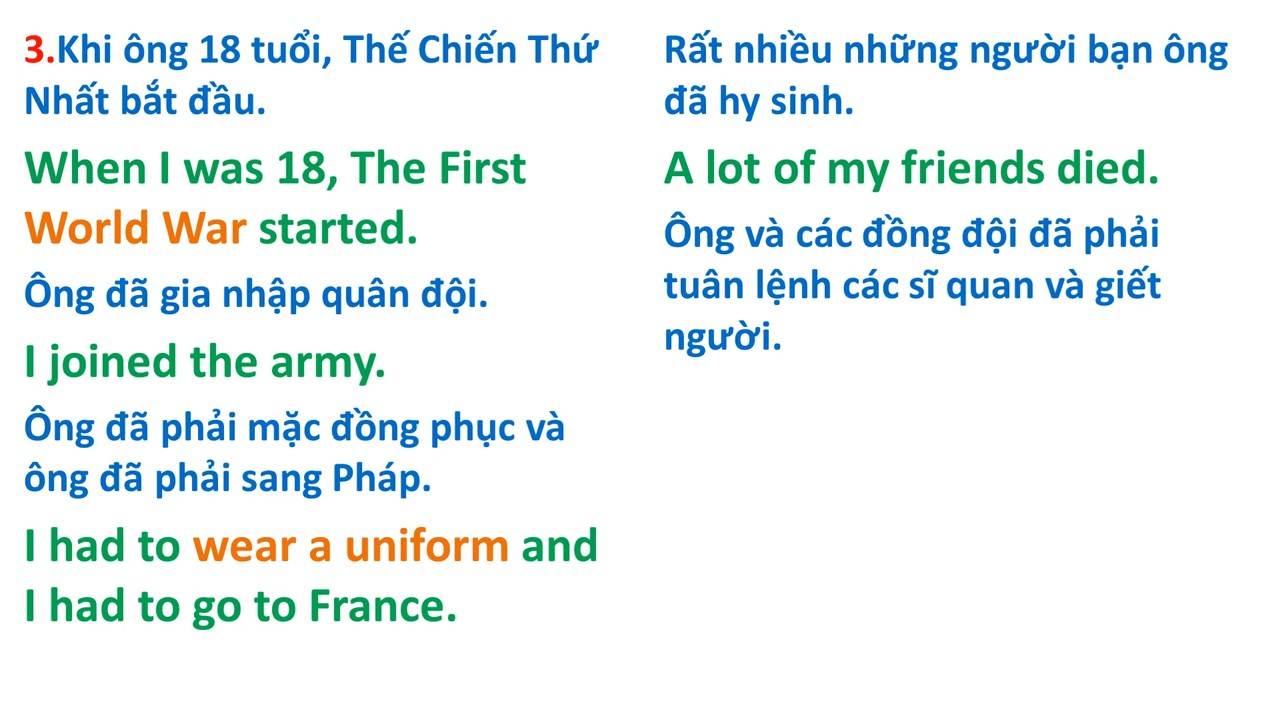 3.Khi ông 18 tuổi, Thế Chiến Thứ
Nhất bắt đầu.
When I was 18, The First
World War started.
Ông đã gia nhập quân đội.
I joined the army.
Ông đã phải mặc đồng phục và
ông đã phải sang Pháp.
I had to wear a uniform and
I had to go to France.
Rất nhiều những người bạn ông
đã hy sinh.
A lot of my friends died.
Ông và các đồng đội đã phải
tuân lệnh các sĩ quan và giết
người.